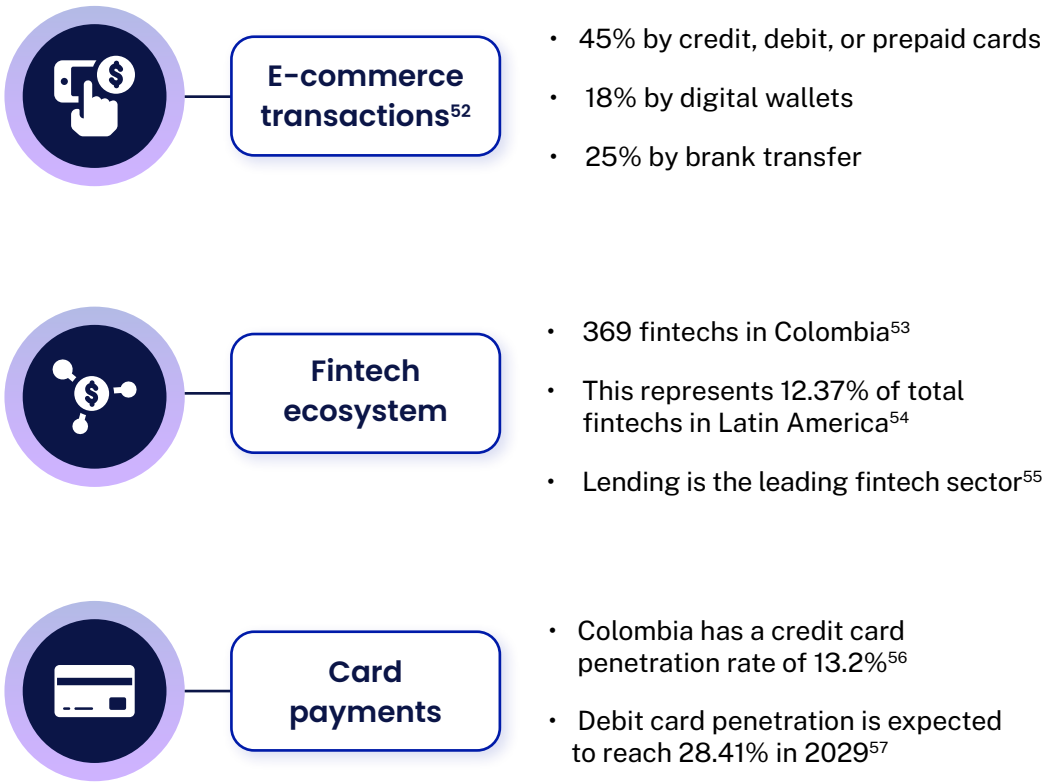 E-commerce
transactions⁵²
• 45% by credit, debit, or prepaid cards
• 18% by digital wallets
• 25% by brank transfer
Fintech
ecosystem
• 369 fintechs in Colombia⁵³
• This represents 12.37% of total
fintechs in Latin America⁵⁴
• Lending is the leading fintech sector⁵⁵
Card
payments
• Colombia has a credit card
penetration rate of 13.2%⁵⁶
• Debit card penetration is expected
to reach 28.41% in 2029⁵⁷